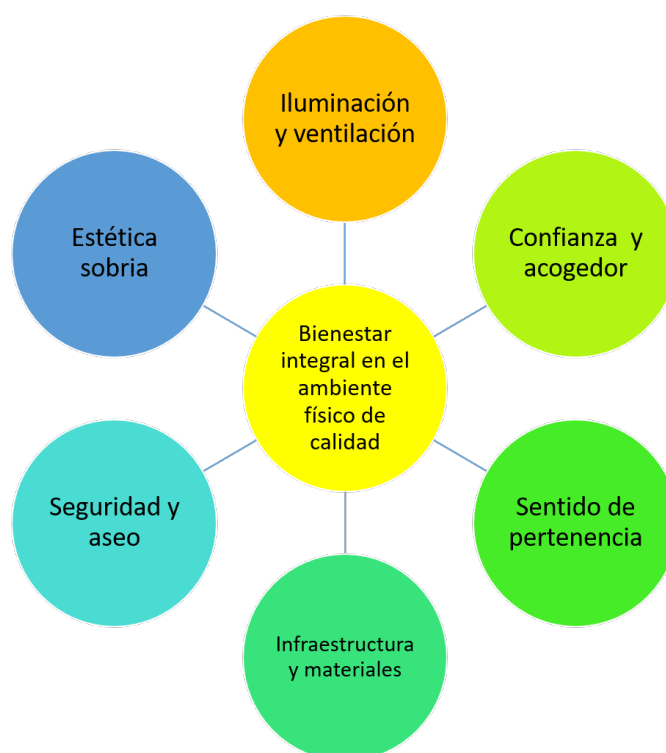 Iluminación
y ventilación
Estética
sobria
Confianza y
acogedor
Bienestar
integral en el
ambiente
físico de
calidad
Seguridad y
aseo
Sentido de
pertenencia
Infraestructura
y materiales